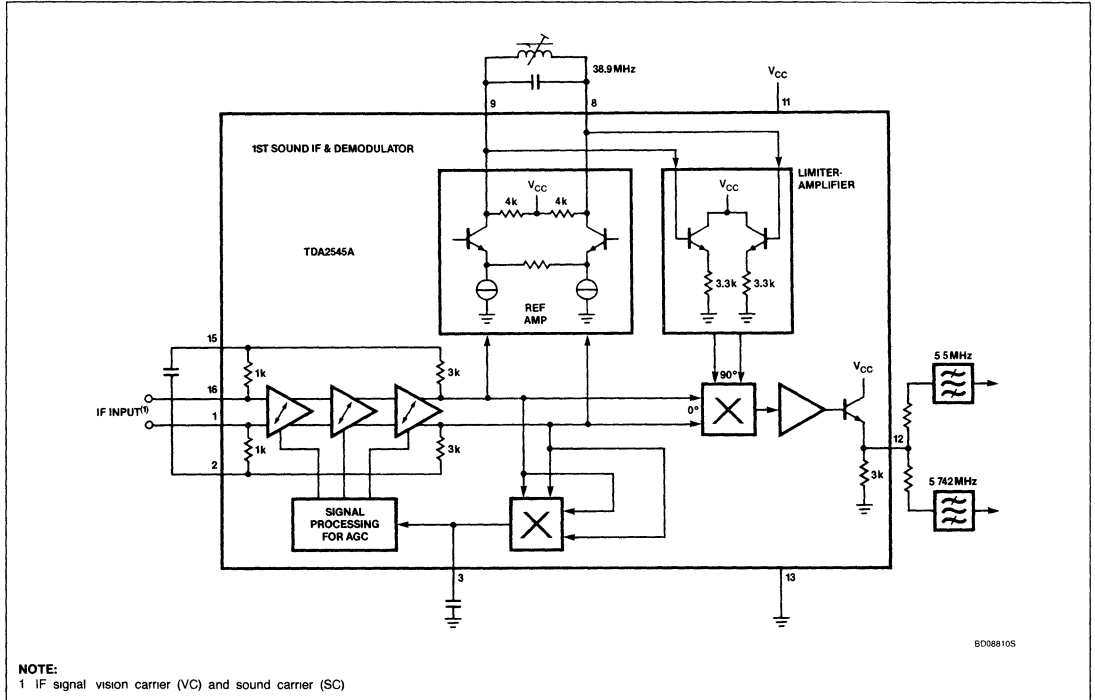 38.9MHz
VCC
9
8
11
1ST SOUND IF & DEMODULATOR
LIMITER-
AMPLIFIER
VCC
4k
4k
VCC
TDA2545A
3.3k
3.3k
REF
AMP
15
1k
3k
16
IF INPUT(1)
1
1k
3k
2
90°
0°
X
VCC
12
3k
5 5MHz
5 742MHz
SIGNAL
PROCESSING
FOR AGC
X
3
13
BD08810S
NOTE:
1 IF signal vision carrier (VC) and sound carrier (SC)